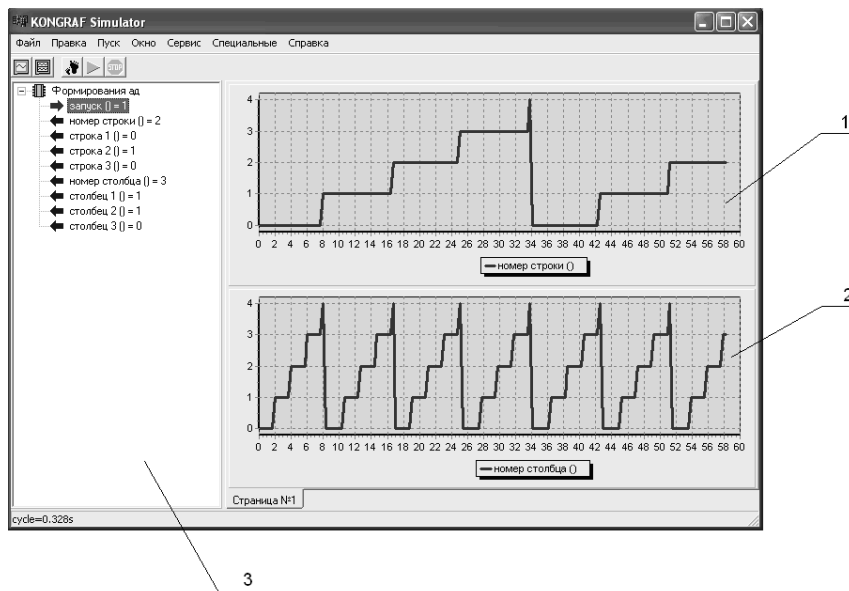 KONGRAF Simulator
Файл Правка Пуск Окно Сервис Специальные Справка
STOP
Формирования ад
запуск () = 1
номер строки () = 2
строка 1 () = 0
строка 2 () = 1
строка 3 () = 0
номер столбца () = 3
столбец 1 () = 1
столбец 2 () = 1
столбец 3 () = 0
4
3
2
1
0
0 2 4 6 8 10 12 14 16 18 20 22 24 26 28 30 32 34 36 38 40 42 44 46 48 50 52 54 56 58 60
номер строки ()
1
4
3
2
1
0
0 2 4 6 8 10 12 14 16 18 20 22 24 26 28 30 32 34 36 38 40 42 44 46 48 50 52 54 56 58 60
номер столбца ()
2
Страница №1
cycle=0.328s
3